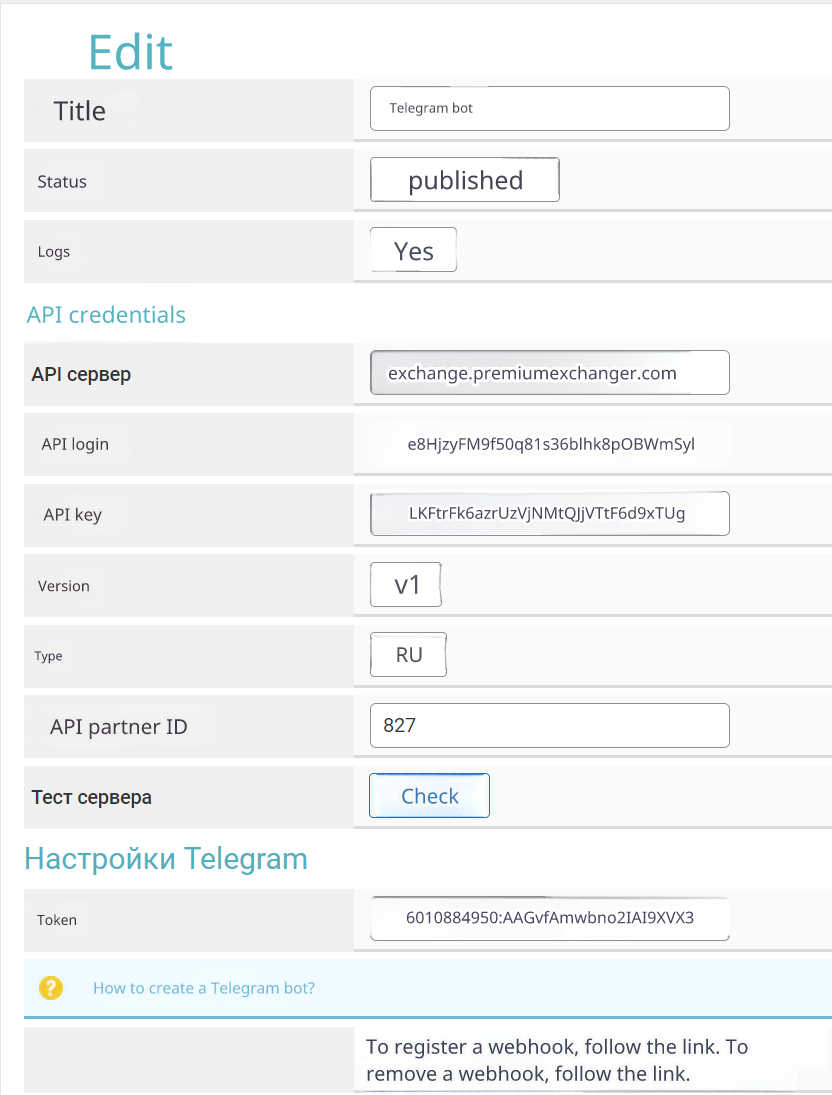 Edit
Title
Telegram bot
Status
published
Logs
Yes
API credentials
API сервер
exchange.premiumexchanger.com
API login
e8HjzyFM9f50q81s36blhk8pOBWmSyl
API key
LKFtrFk6azrUzVjNMtQJjVTtF6d9xTUg
Version
v1
Type
RU
API partner ID
827
Тест сервера
Check
Настройки Telegram
Token
6010884950:AAGvfAmwbno2IAI9XVX3
How to create a Telegram bot?
To register a webhook, follow the link. To
remove a webhook, follow the link.